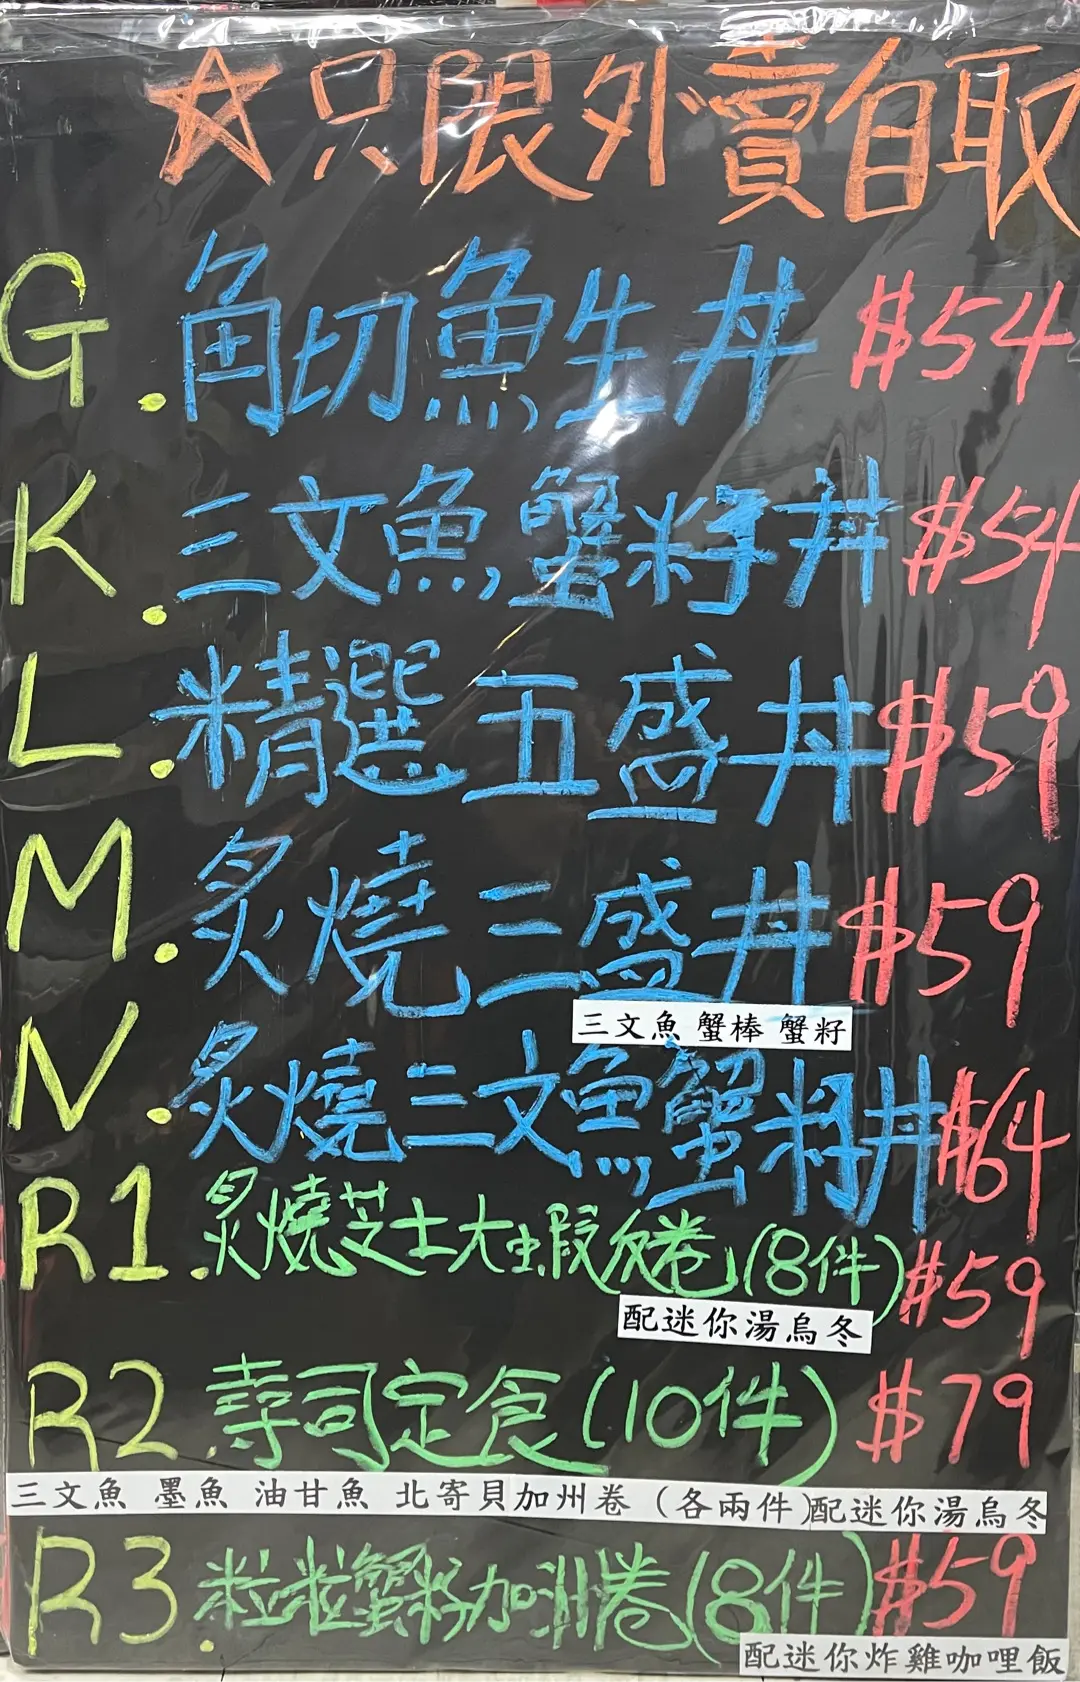 ☆只限外賣自取
G. 角切魚生丼 $54
K. 三文魚蟹籽丼 $54
L. 精選五盛丼 $59
M. 炙燒三盛丼 $59
三文魚 蟹棒 蟹籽
N. 炙燒三文魚蟹籽丼 $64
R1. 炙燒芝士大蝦反卷(8件) $59
配迷你湯烏冬
R2. 壽司定食(10件) $79
三文魚 墨魚 油甘魚 北寄貝加州卷 (各兩件)配迷你湯烏冬
R3. 粒粒蟹籽加州卷(8件) $59
配迷你炸雞咖哩飯